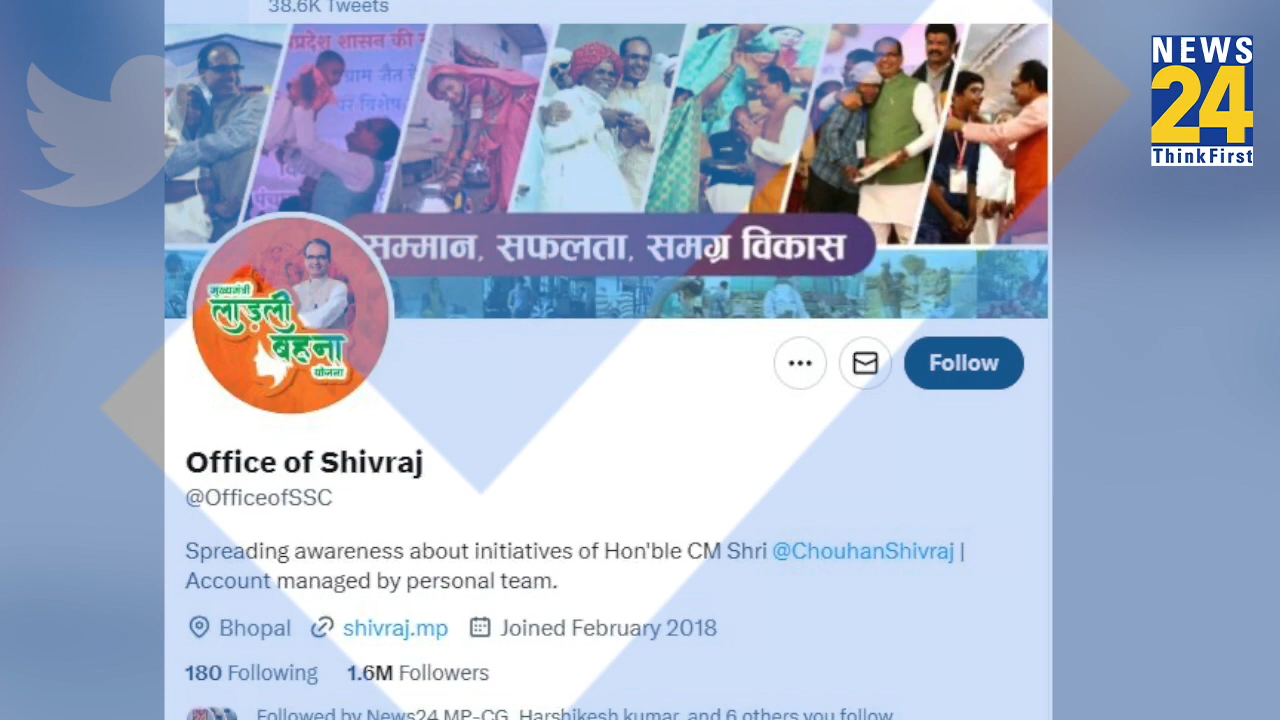 38.6K Tweets
NEWS
24
ThinkFirst
प्रदेश शासन की
ग्राम जैत
पर विशेष
सम्मान, सफलता, समग्र विकास
मुख्यमंत्री
लाड़ली
बहना
योजना
Follow
Office of Shivraj
@OfficeofSSC
Spreading awareness about initiatives of Hon'ble CM Shri @ChouhanShivraj |
Account managed by personal team.
Bhopal shivraj.mp Joined February 2018
180 Following 1.6M Followers
Followed by News24 MP-CG, Harshikesh kumar, and 6 others you follow